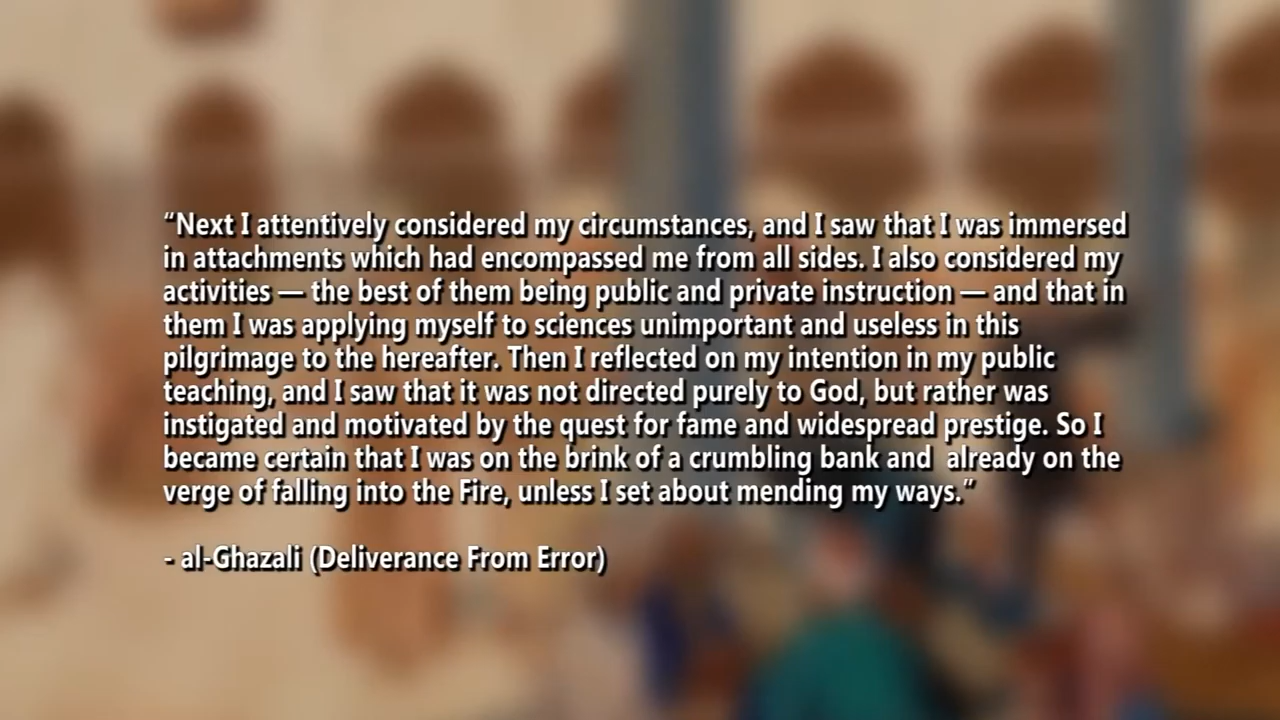 “Next I attentively considered my circumstances, and I saw that I was immersed
in attachments which had encompassed me from all sides. I also considered my
activities — the best of them being public and private instruction — and that in
them I was applying myself to sciences unimportant and useless in this
pilgrimage to the hereafter. Then I reflected on my intention in my public
teaching, and I saw that it was not directed purely to God, but rather was
instigated and motivated by the quest for fame and widespread prestige. So I
became certain that I was on the brink of a crumbling bank and  already on the
verge of falling into the Fire, unless I set about mending my ways.”
- al-Ghazali (Deliverance From Error)